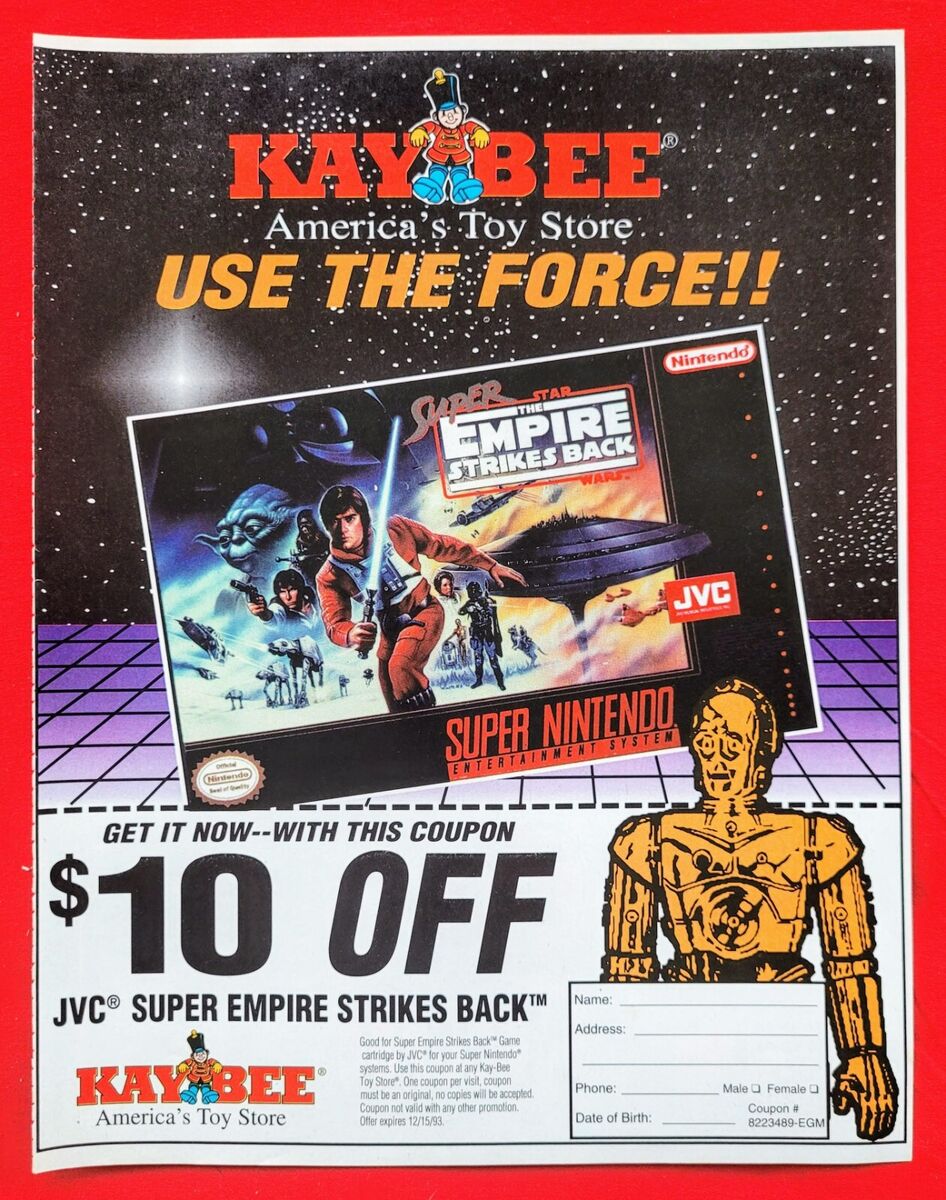 KAY BEE®
America's Toy Store
USE THE FORCE!!
Nintendo®
SUPER
STAR
THE
EMPIRE
STRIKES BACK
WARS™
JVC
SUPER NINTENDO
ENTERTAINMENT SYSTEM
Official
Nintendo
Seal of Quality
GET IT NOW--WITH THIS COUPON
$10 OFF
JVC® SUPER EMPIRE STRIKES BACK™
KAY BEE®
America's Toy Store
Good for Super Empire Strikes Back™ Game
cartridge by JVC® for your Super Nintendo®
systems. Use this coupon at any Kay-Bee
Toy Store®. One coupon per visit, coupon
must be an original, no copies will be accepted.
Coupon not valid with any other promotion.
Offer expires 12/15/93.
Name:
Address:
Phone: Male ❏ Female ❏
Date of Birth:
Coupon #
8223489-EGM